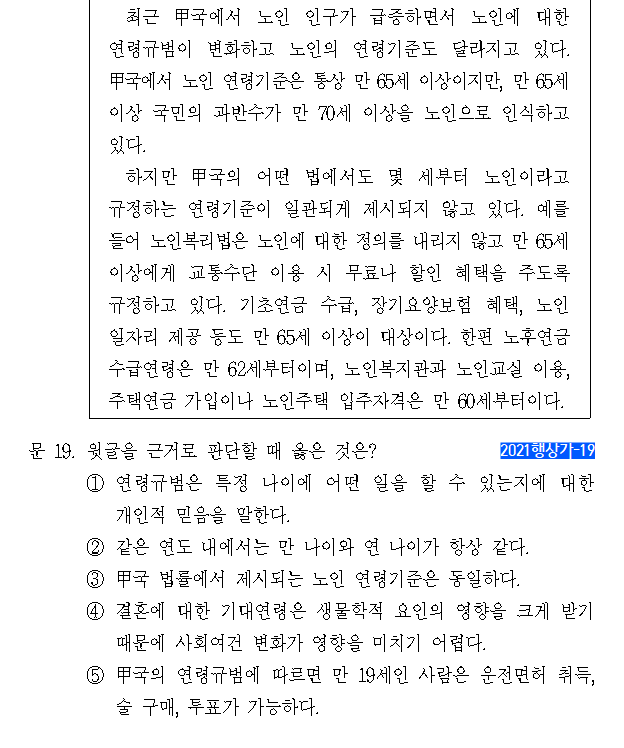 최근 甲국에서 노인 인구가 급증하면서 노인에 대한
연령규범이 변화하고 노인의 연령기준도 달라지고 있다.
甲국에서 노인 연령기준은 통상 만 65세 이상이지만, 만 65세
이상 국민의 과반수가 만 70세 이상을 노인으로 인식하고
있다.
하지만 甲국의 어떤 법에서도 몇 세부터 노인이라고
규정하는 연령기준이 일관되게 제시되지 않고 있다. 예를
들어 노인복리법은 노인에 대한 정의를 내리지 않고 만 65세
이상에게 교통수단 이용 시 무료나 할인 혜택을 주도록
규정하고 있다. 기초연금 수급, 장기요양보험 혜택, 노인
일자리 제공 등도 만 65세 이상이 대상이다. 한편 노후연금
수급연령은 만 62세부터이며, 노인복지관과 노인교실 이용,
주택연금 가입이나 노인주택 입주자격은 만 60세부터이다.
문 19. 윗글을 근거로 판단할 때 옳은 것은? 2021행상가-19
① 연령규범은 특정 나이에 어떤 일을 할 수 있는지에 대한
개인적 믿음을 말한다.
② 같은 연도 내에서는 만 나이와 연 나이가 항상 같다.
③ 甲국 법률에서 제시되는 노인 연령기준은 동일하다.
④ 결혼에 대한 기대연령은 생물학적 요인의 영향을 크게 받기
때문에 사회여건 변화가 영향을 미치기 어렵다.
⑤ 甲국의 연령규범에 따르면 만 19세인 사람은 운전면허 취득,
술 구매, 투표가 가능하다.